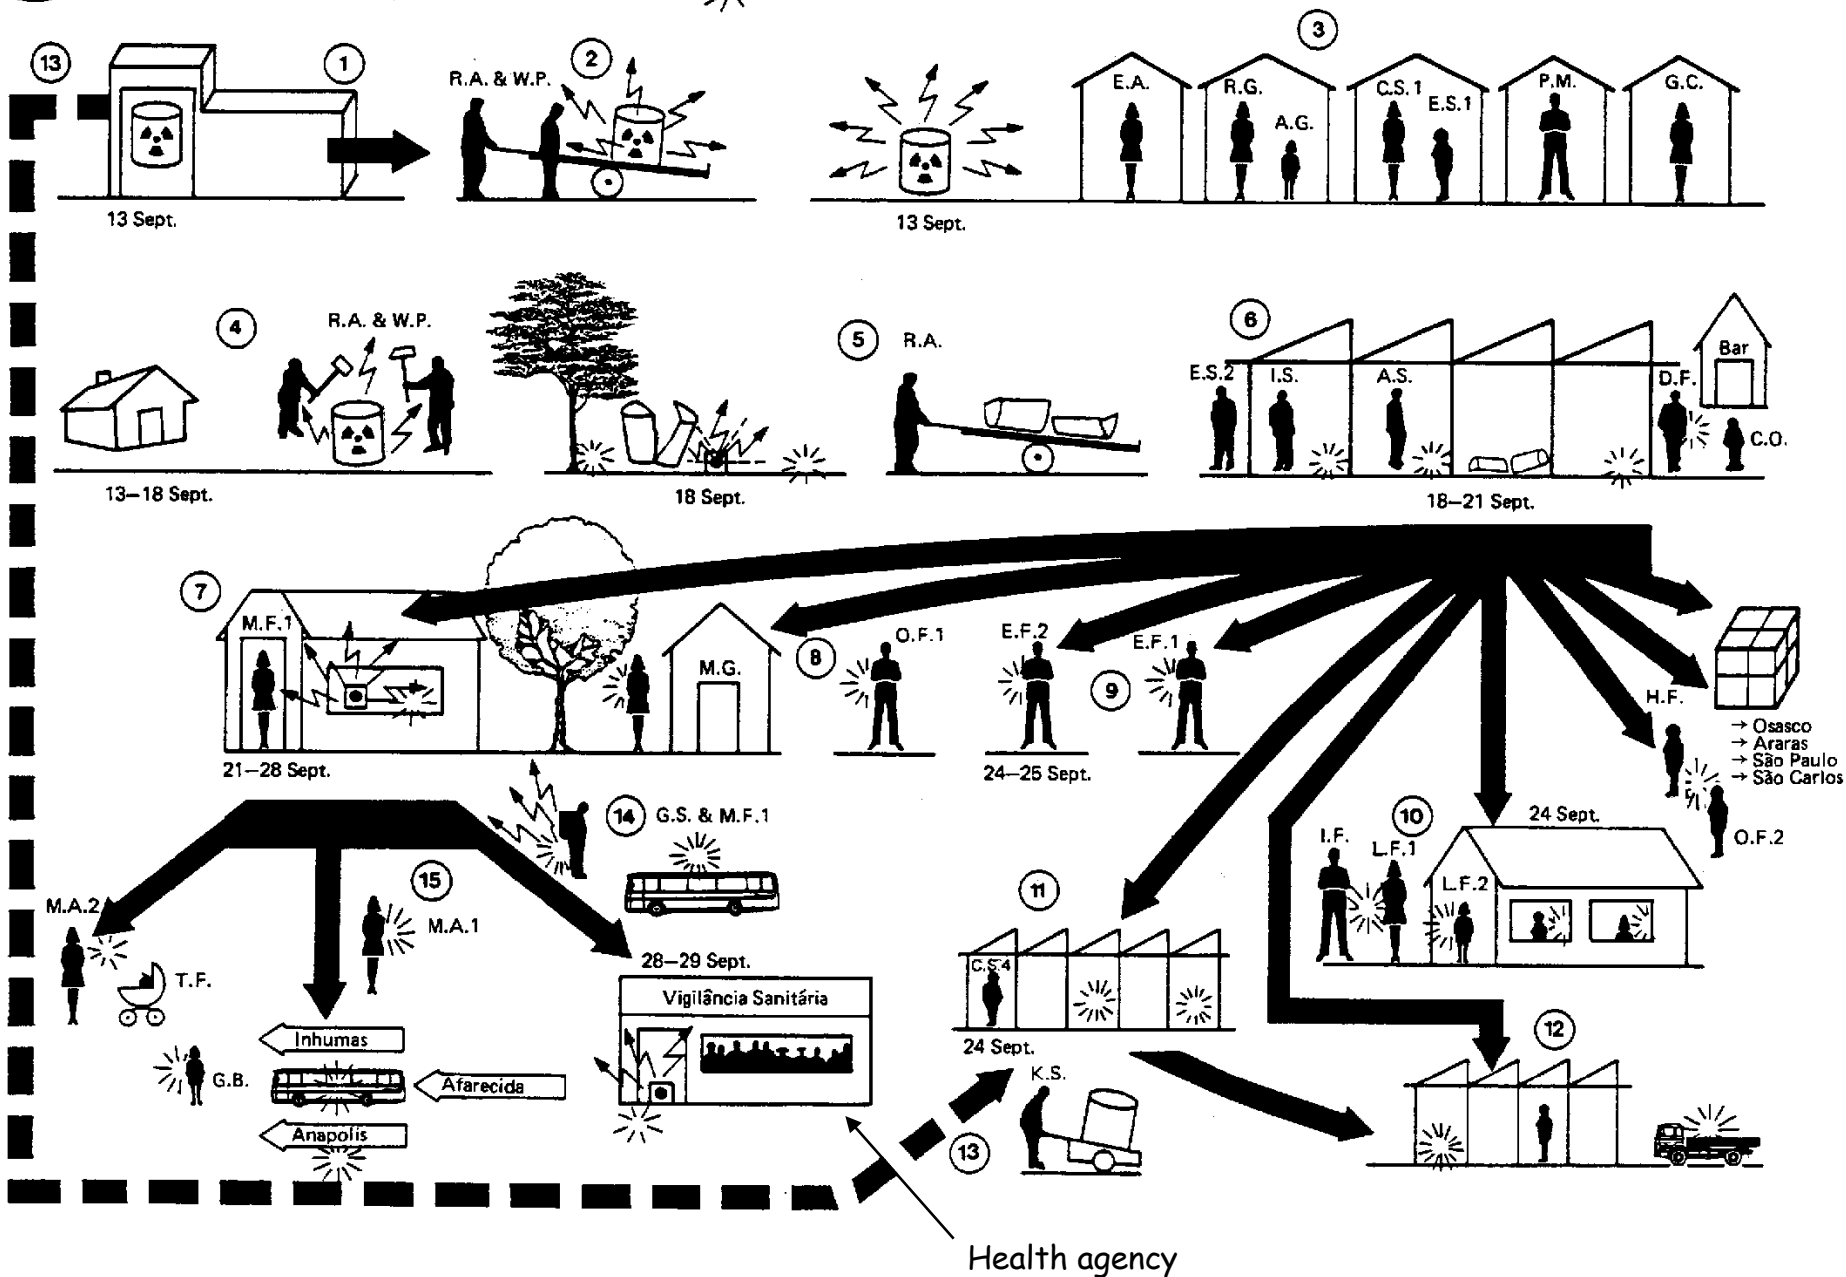 13
1
R.A. & W.P.
2
3
E.A.
R.G.
A.G.
C.S.1
E.S.1
P.M.
G.C.
13 Sept.
13 Sept.
4
R.A. & W.P.
5
R.A.
6
E.S.2
I.S.
A.S.
D.F.
Bar
C.O.
13–18 Sept.
18 Sept.
18–21 Sept.
7
M.F.1
M.G.
8
O.F.1
E.F.2
9
E.F.1
H.F.
O.F.2
→ Osasco
→ Araras
→ São Paulo
→ São Carlos
21–28 Sept.
24–25 Sept.
14
G.S. & M.F.1
10
24 Sept.
I.F.
L.F.1
L.F.2
15
M.A.2
M.A.1
T.F.
11
C.S.4
28–29 Sept.
Vigilância Sanitária
Inhumas
G.B.
Afarecida
Anapolis
24 Sept.
K.S.
12
13
Health agency